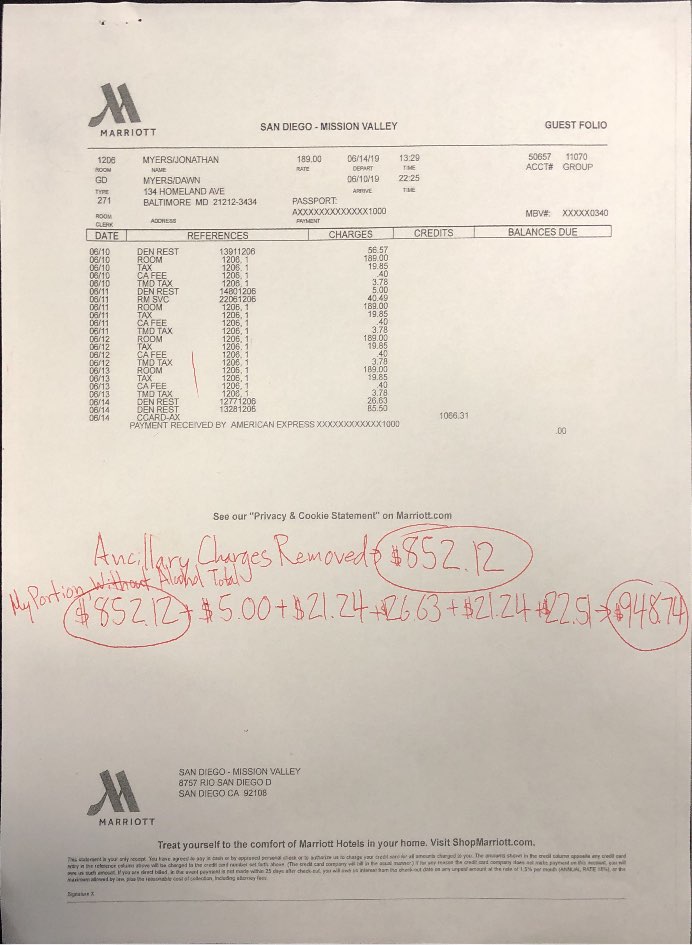 MARRIOTT
SAN DIEGO - MISSION VALLEY
GUEST FOLIO
1206 MYERS/JONATHAN 189.00 06/14/19 13:29 50657 11070
ROOM NAME RATE DEPART TIME ACCT# GROUP
GD MYERS/DAWN 06/10/19 22:25
TYPE 134 HOMELAND AVE ARRIVE TIME
271 BALTIMORE MD 21212-3434 PASSPORT:
AXXXXXXXXXXXXX1000 MBV#: XXXXX0340
ROOM CLERK ADDRESS PAYMENT
DATE REFERENCES CHARGES CREDITS BALANCES DUE
06/10 DEN REST 13911206 56.57
06/10 ROOM 1206, 1 189.00
06/10 TAX 1206, 1 19.85
06/10 CA FEE 1206, 1 .40
06/10 TMD TAX 1206, 1 3.78
06/11 DEN REST 14801206 5.00
06/11 RM SVC 22061206 40.49
06/11 ROOM 1206, 1 189.00
06/11 TAX 1206, 1 19.85
06/11 CA FEE 1206, 1 .40
06/11 TMD TAX 1206, 1 3.78
06/12 ROOM 1206, 1 189.00
06/12 TAX 1206, 1 19.85
06/12 CA FEE 1206, 1 .40
06/12 TMD TAX 1206, 1 3.78
06/13 ROOM 1206, 1 189.00
06/13 TAX 1206, 1 19.85
06/13 CA FEE 1206, 1 .40
06/13 TMD TAX 1206, 1 3.78
06/14 DEN REST 12771206 26.63
06/14 DEN REST 13281206 85.50
06/14 CCARD-AX 1066.31
PAYMENT RECEIVED BY AMERICAN EXPRESS XXXXXXXXXXXX1000
.00
See our "Privacy & Cookie Statement" on Marriott.com
Ancillary Charges Removed → $852.12
My Portion Without Alcohol Total
$852.12 + $5.00 + $21.24 + $26.63 + $21.24 + $22.51 → $948.74
SAN DIEGO - MISSION VALLEY
8757 RIO SAN DIEGO D
SAN DIEGO CA 92108
MARRIOTT
Treat yourself to the comfort of Marriott Hotels in your home. Visit ShopMarriott.com.
This statement is your only receipt. You have agreed to pay in cash or by approved personal check or to authorize us to charge your credit card for all amounts charged to you. The amounts shown in the credit column opposite any credit card
entry in the reference column above will be charged to the credit card number set forth above. (The credit card company will bill in the usual manner.) If for any reason the credit card company does not make payment on this account, you will
owe us such amount. If you are direct billed, in the event payment is not made within 25 days after check-out, you will owe us interest from the check-out date on any unpaid amount at the rate of 1.5% per month (ANNUAL RATE 18%), or the
maximum allowed by law, plus the reasonable cost of collection, including attorney fees.
Signature X